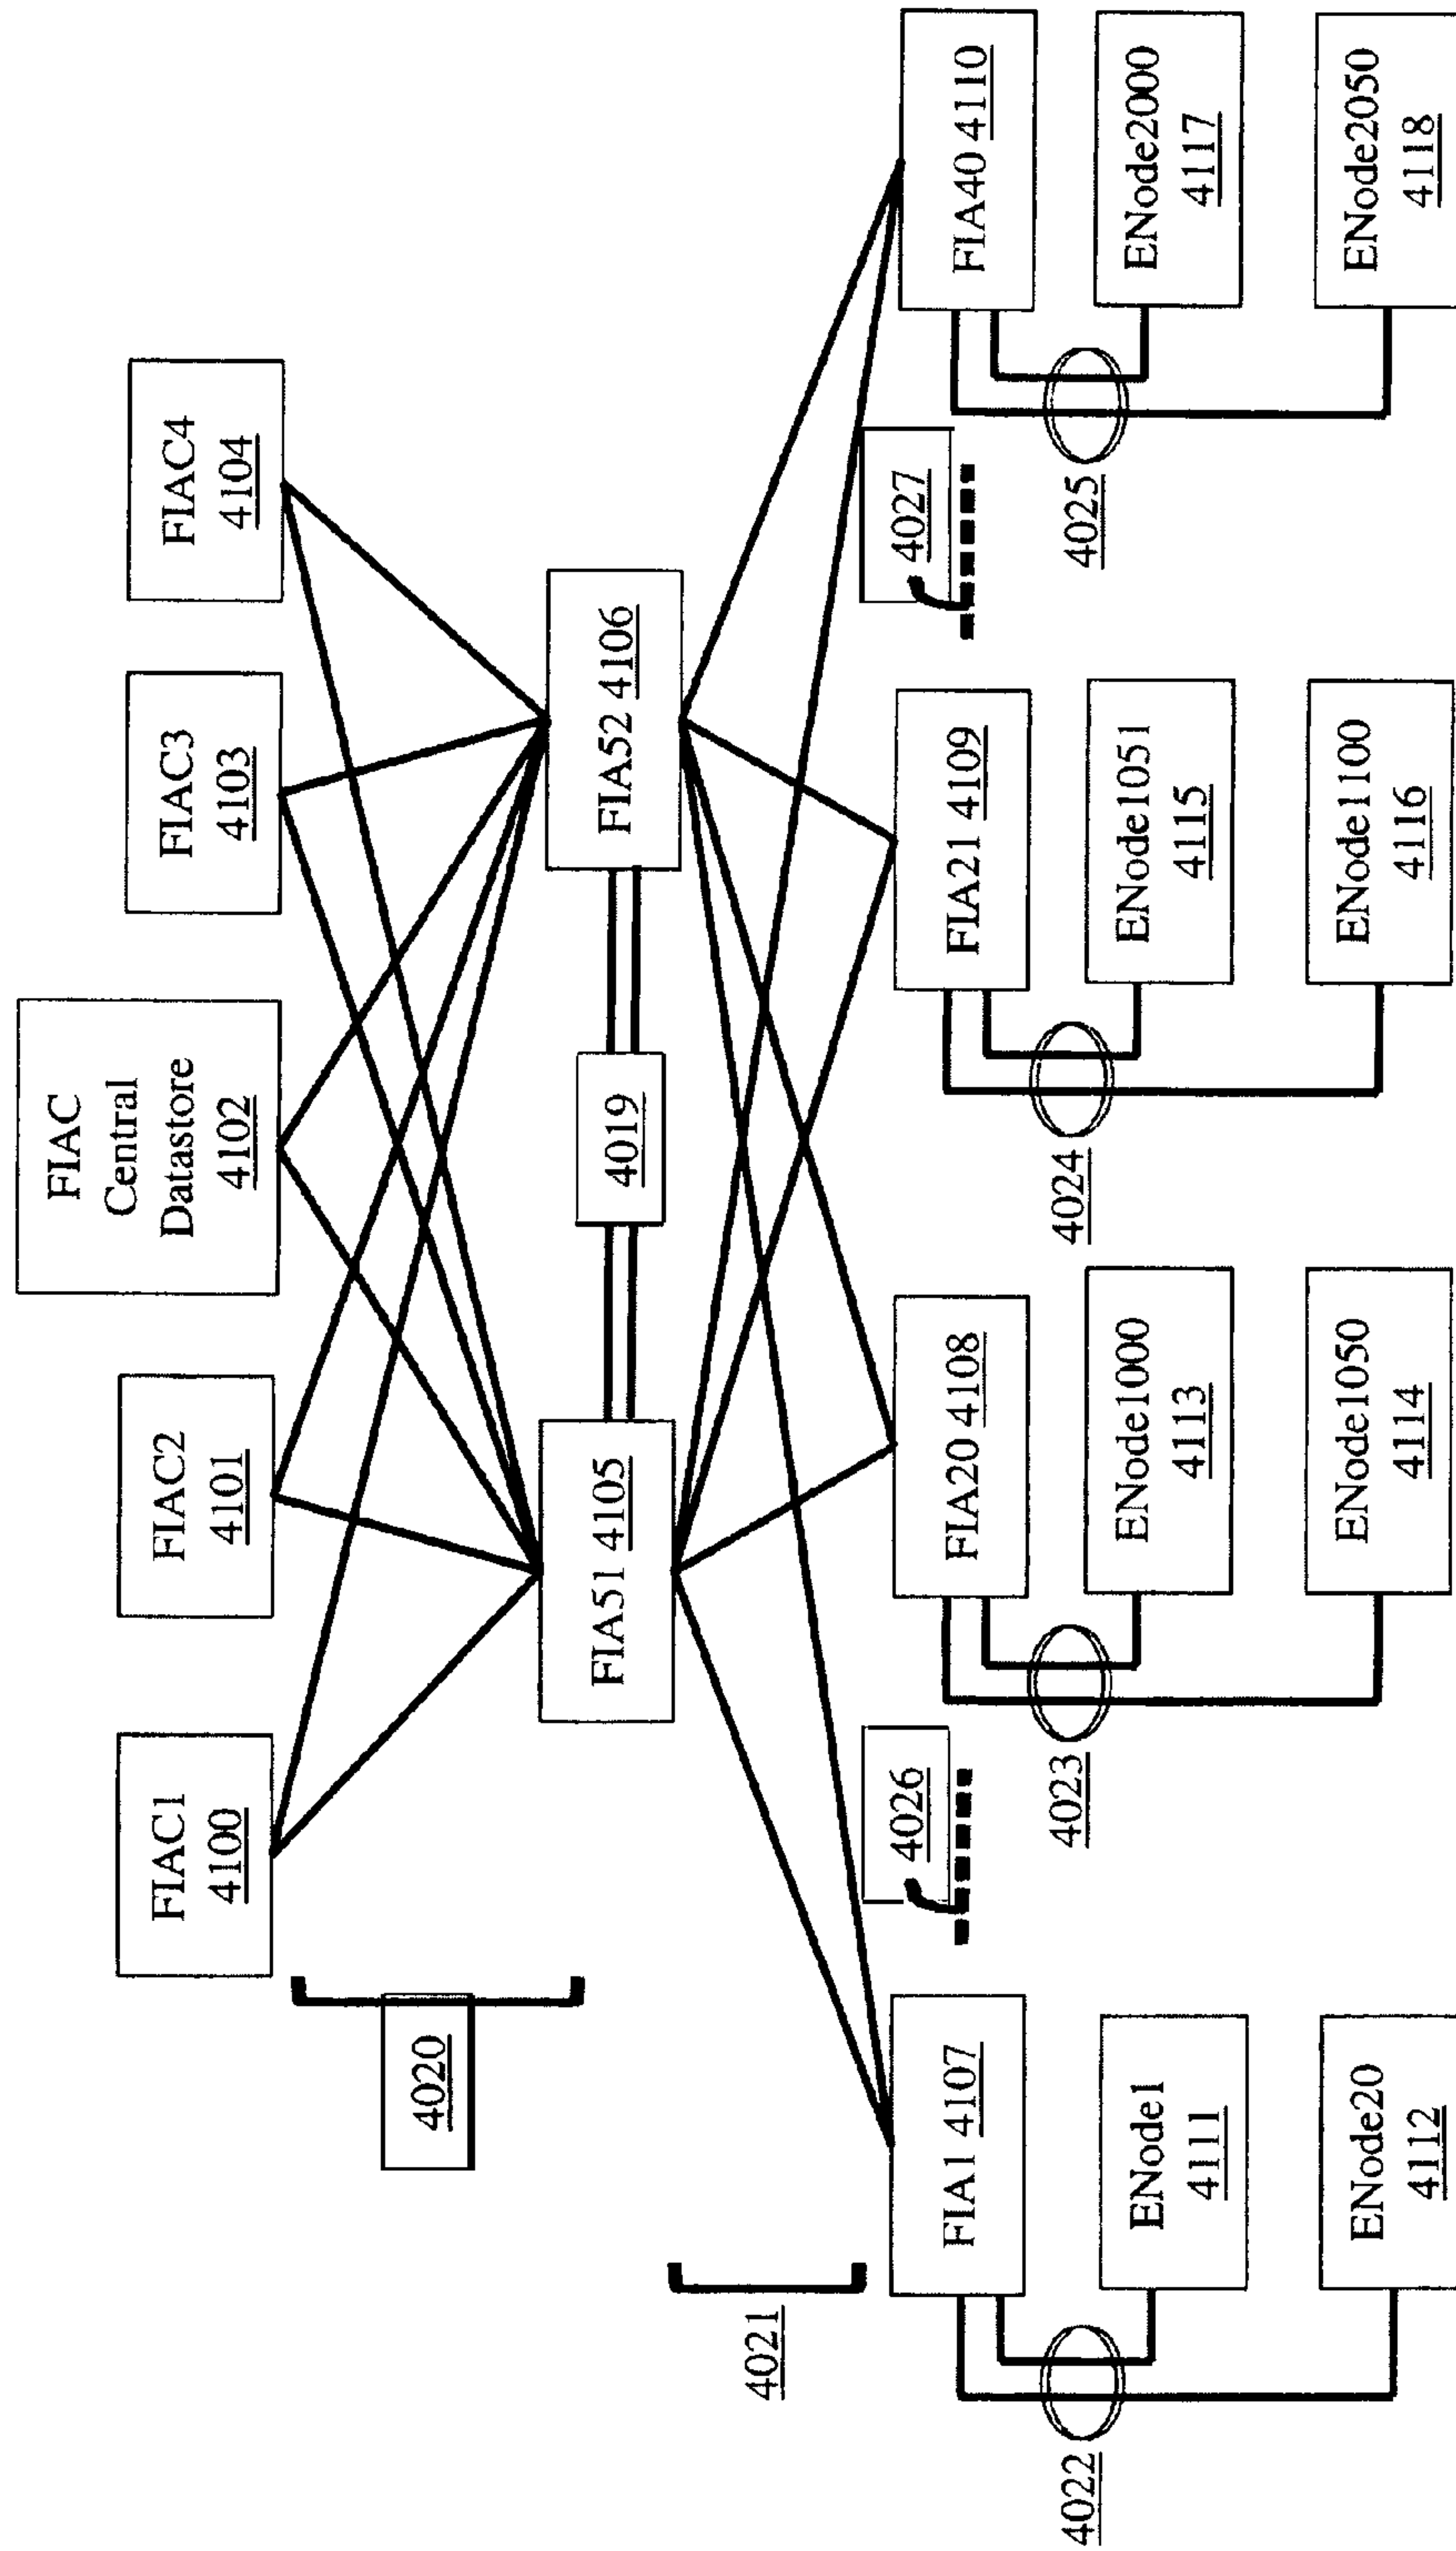 FIAC1
4100
FIAC2
4101
FIAC
Central
Datastore
4102
FIAC3
4103
FIAC4
4104
4020
FIA51 4105
4019
FIA52 4106
4021
4026
4027
FIA1 4107
FIA20 4108
FIA21 4109
FIA40 4110
4022
ENode1
4111
4023
ENode1000
4113
4024
ENode1051
4115
4025
ENode2000
4117
ENode20
4112
ENode1050
4114
ENode1100
4116
ENode2050
4118